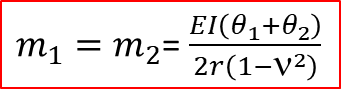 m₁ = m₂= EI(θ₁+θ₂) / 2r(1−ν²)